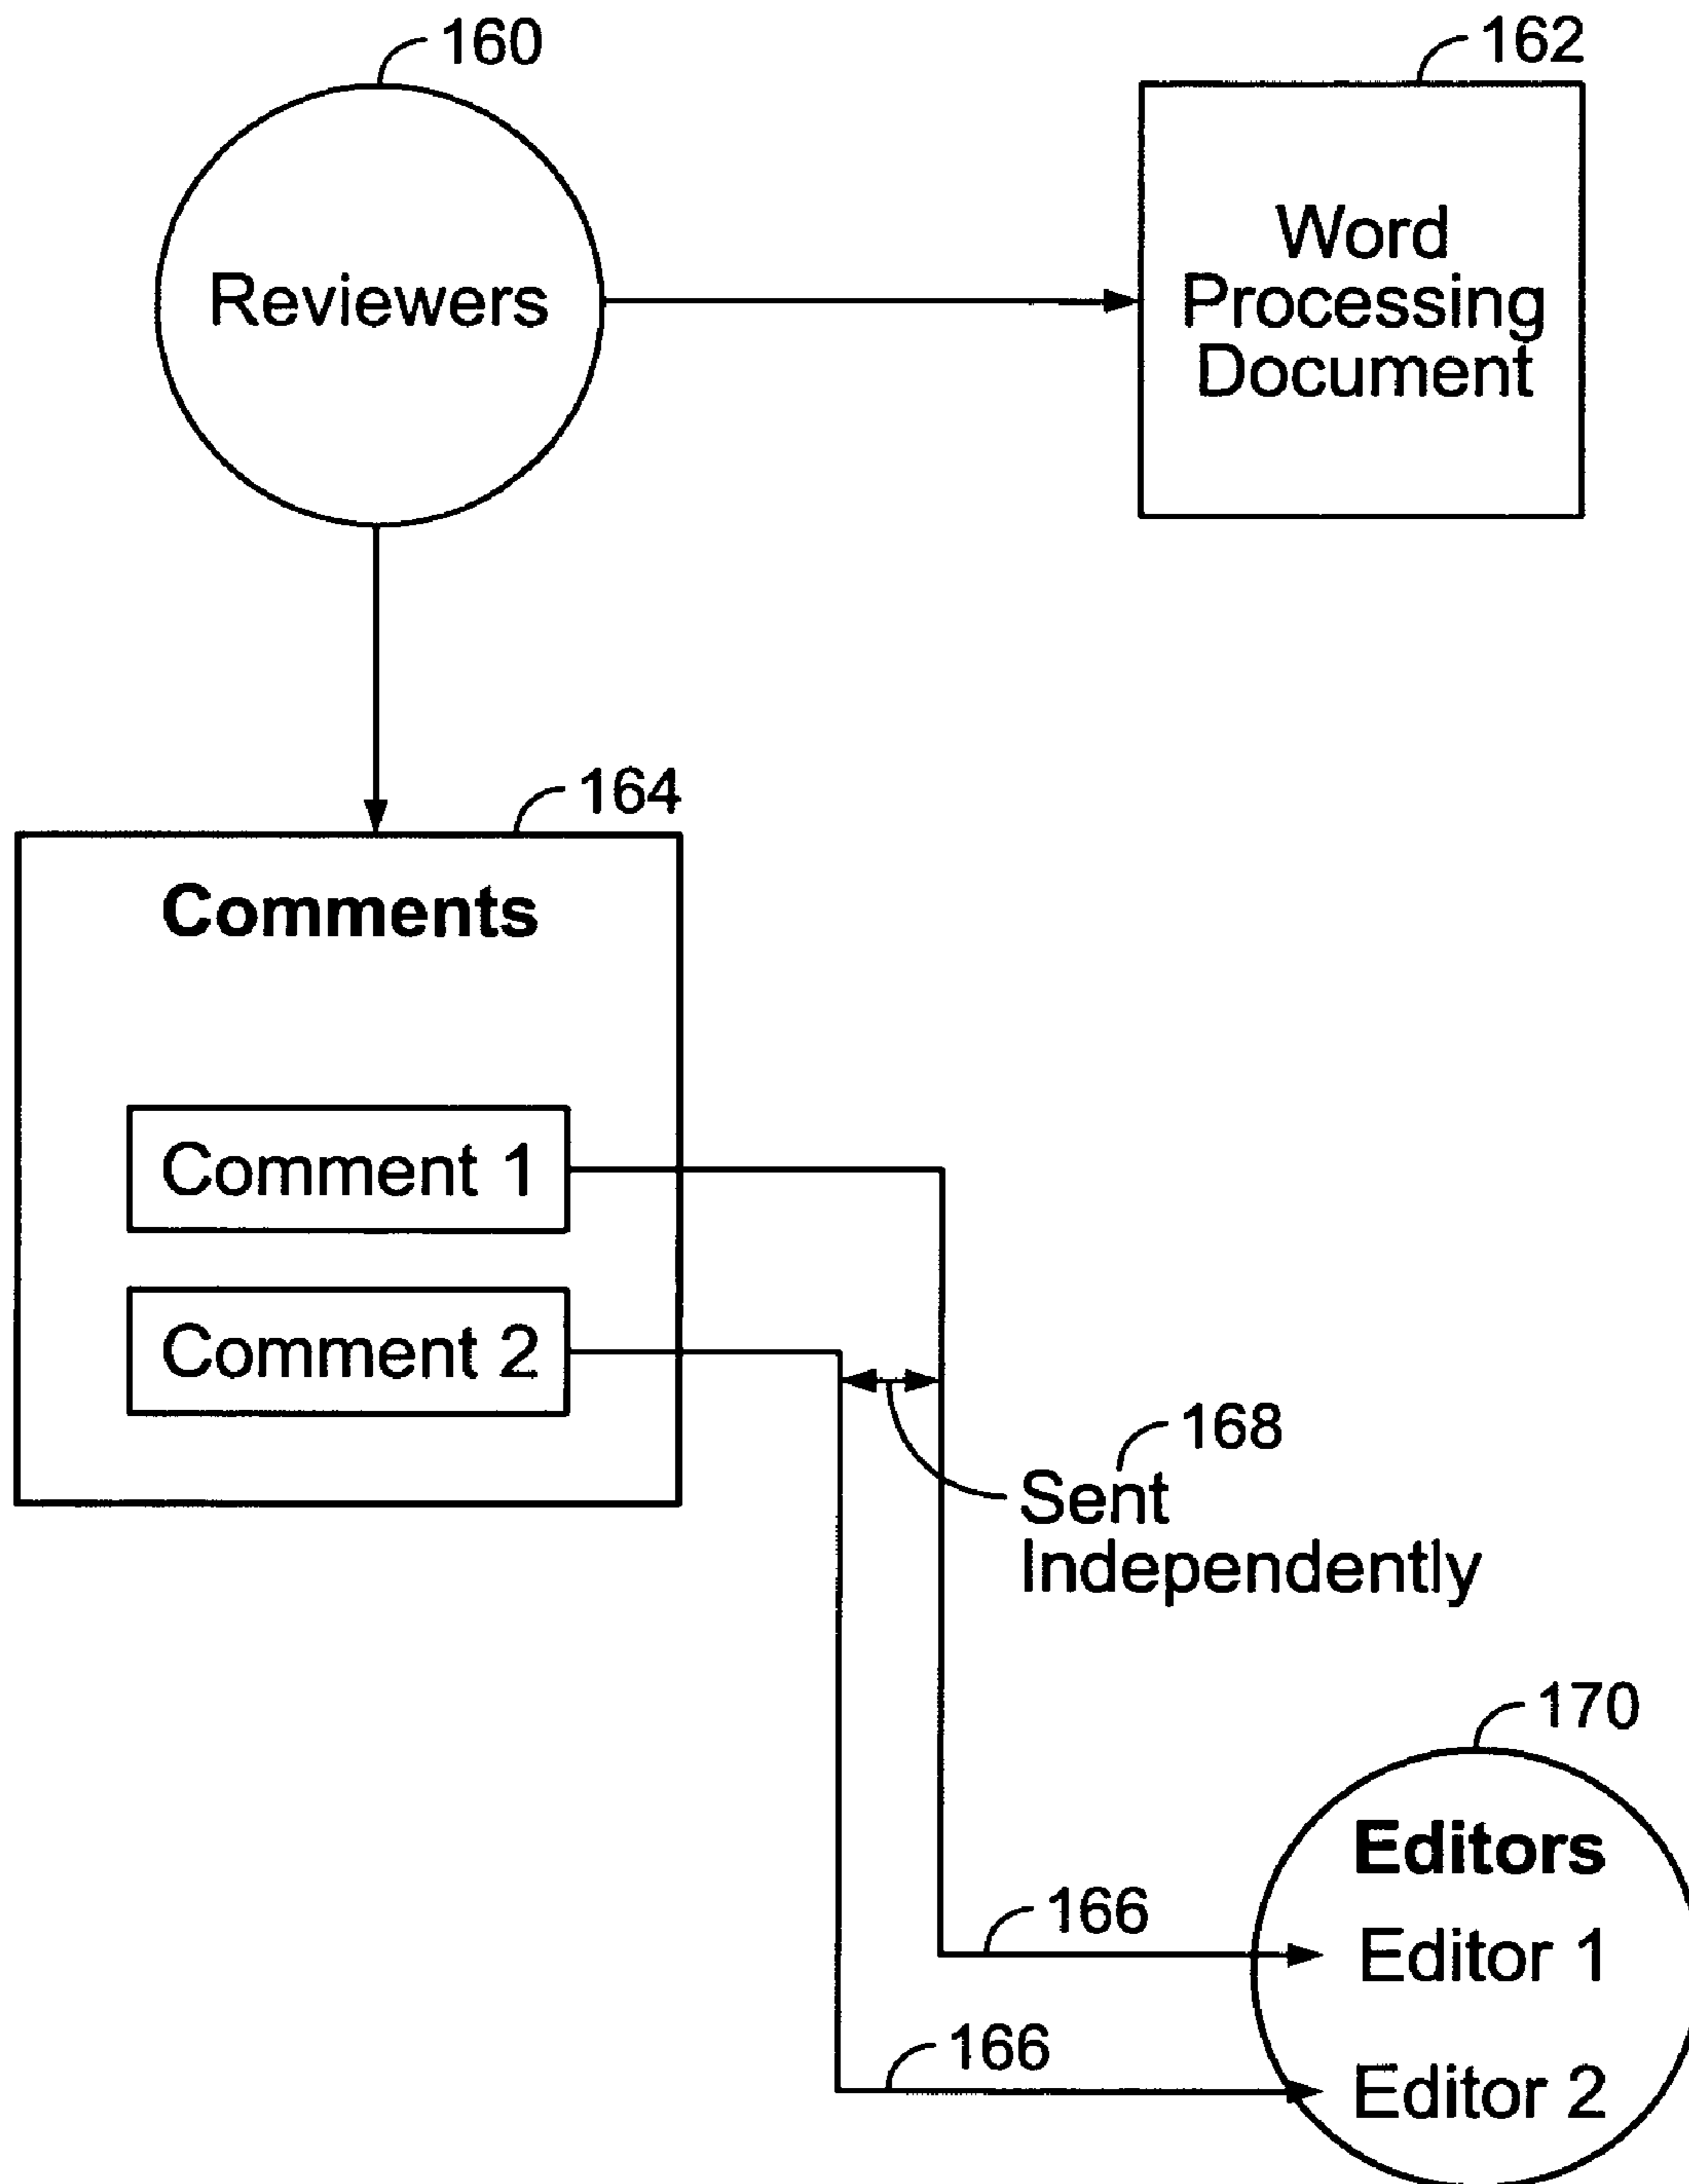 160
162
Reviewers
Word
Processing
Document
164
Comments
Comment 1
Comment 2
168
Sent
Independently
170
Editors
166
Editor 1
166
Editor 2